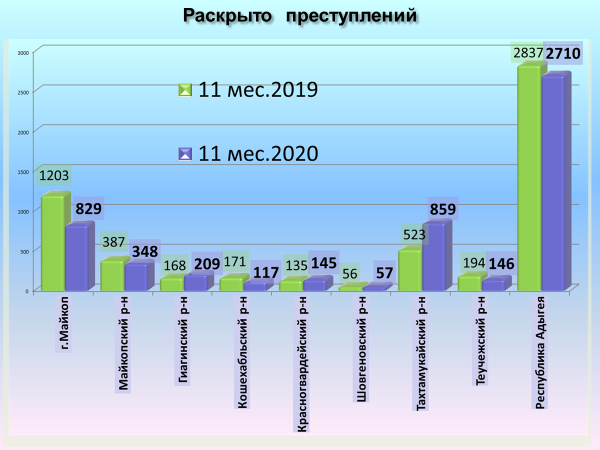 Раскрыто преступлений
3000
2500
2000
1500
1000
500
0
11 мес.2019
11 мес.2020
1203
829
387
348
168
209
171
117
135
145
56
57
523
859
194
146
2837
2710
г.Майкоп
Майкопский р-н
Гиагинский р-н
Кошехабльский р-н
Красногвардейский р-н
Шовгеновский р-н
Тахтамукайский р-н
Теучежский р-н
Республика Адыгея